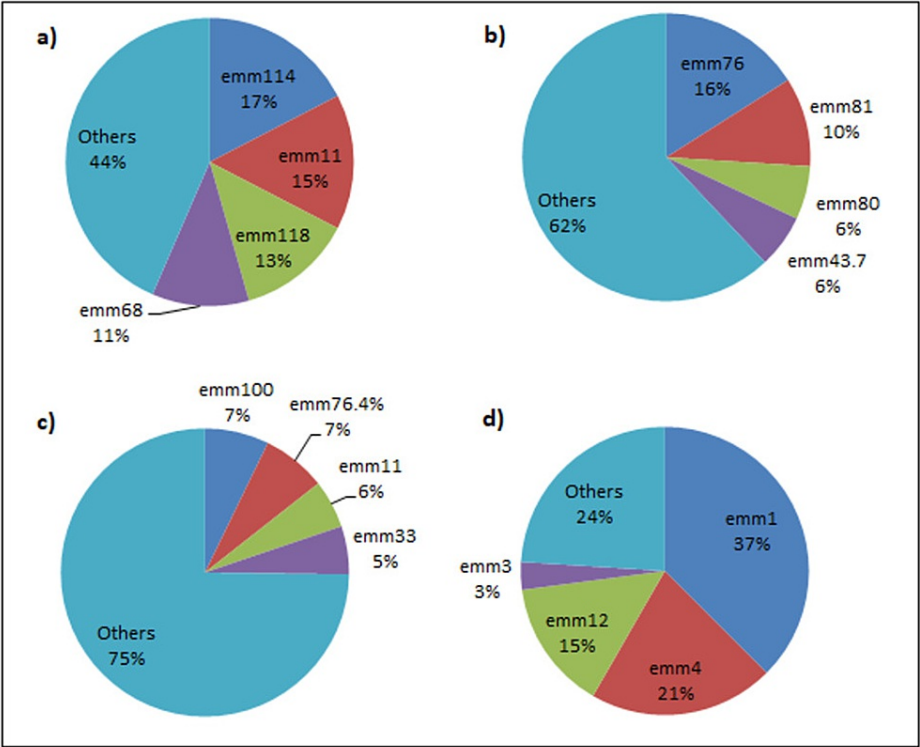 a)
emm114
17%
emm11
15%
emm118
13%
emm68
11%
Others
44%
b)
emm76
16%
emm81
10%
emm80
6%
emm43.7
6%
Others
62%
c)
emm100
7%
emm76.4%
7%
emm11
6%
emm33
5%
Others
75%
d)
emm1
37%
emm4
21%
emm12
15%
emm3
3%
Others
24%